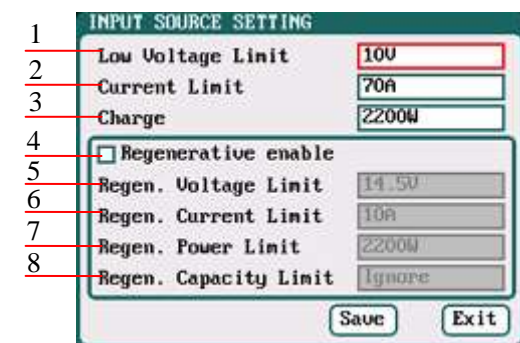 INPUT SOURCE SETTING
1 Low Voltage Limit 10V
2 Current Limit 70A
3 Charge 2200W
4 Regenerative enable
5 Regen. Voltage Limit 14.5V
6 Regen. Current Limit 10A
7 Regen. Power Limit 2200W
8 Regen. Capacity Limit Ignore
Save Exit